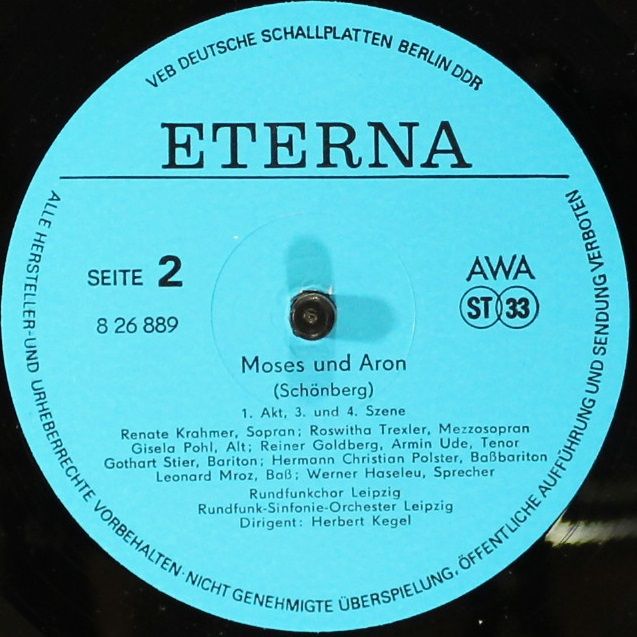 VEB DEUTSCHE SCHALLPLATTEN BERLIN DDR
ETERNA
SEITE 2
8 26 889
AWA
ST 33
Moses und Aron
(Schönberg)
1. Akt, 3. und 4. Szene
Renate Krahmer, Sopran; Roswitha Trexler, Mezzosopran
Gisela Pohl, Alt; Reiner Goldberg, Armin Ude, Tenor
Gothart Stier, Bariton; Hermann Christian Polster, Baßbariton
Leonard Mroz, Baß; Werner Haseleu, Sprecher
Rundfunkchor Leipzig
Rundfunk-Sinfonie-Orchester Leipzig
Dirigent: Herbert Kegel
ALLE HERSTELLER-UND URHEBERRECHTE VORBEHALTEN·NICHT GENEHMIGTE ÜBERSPIELUNG, ÖFFENTLICHE AUFFÜHRUNG UND SENDUNG VERBOTEN